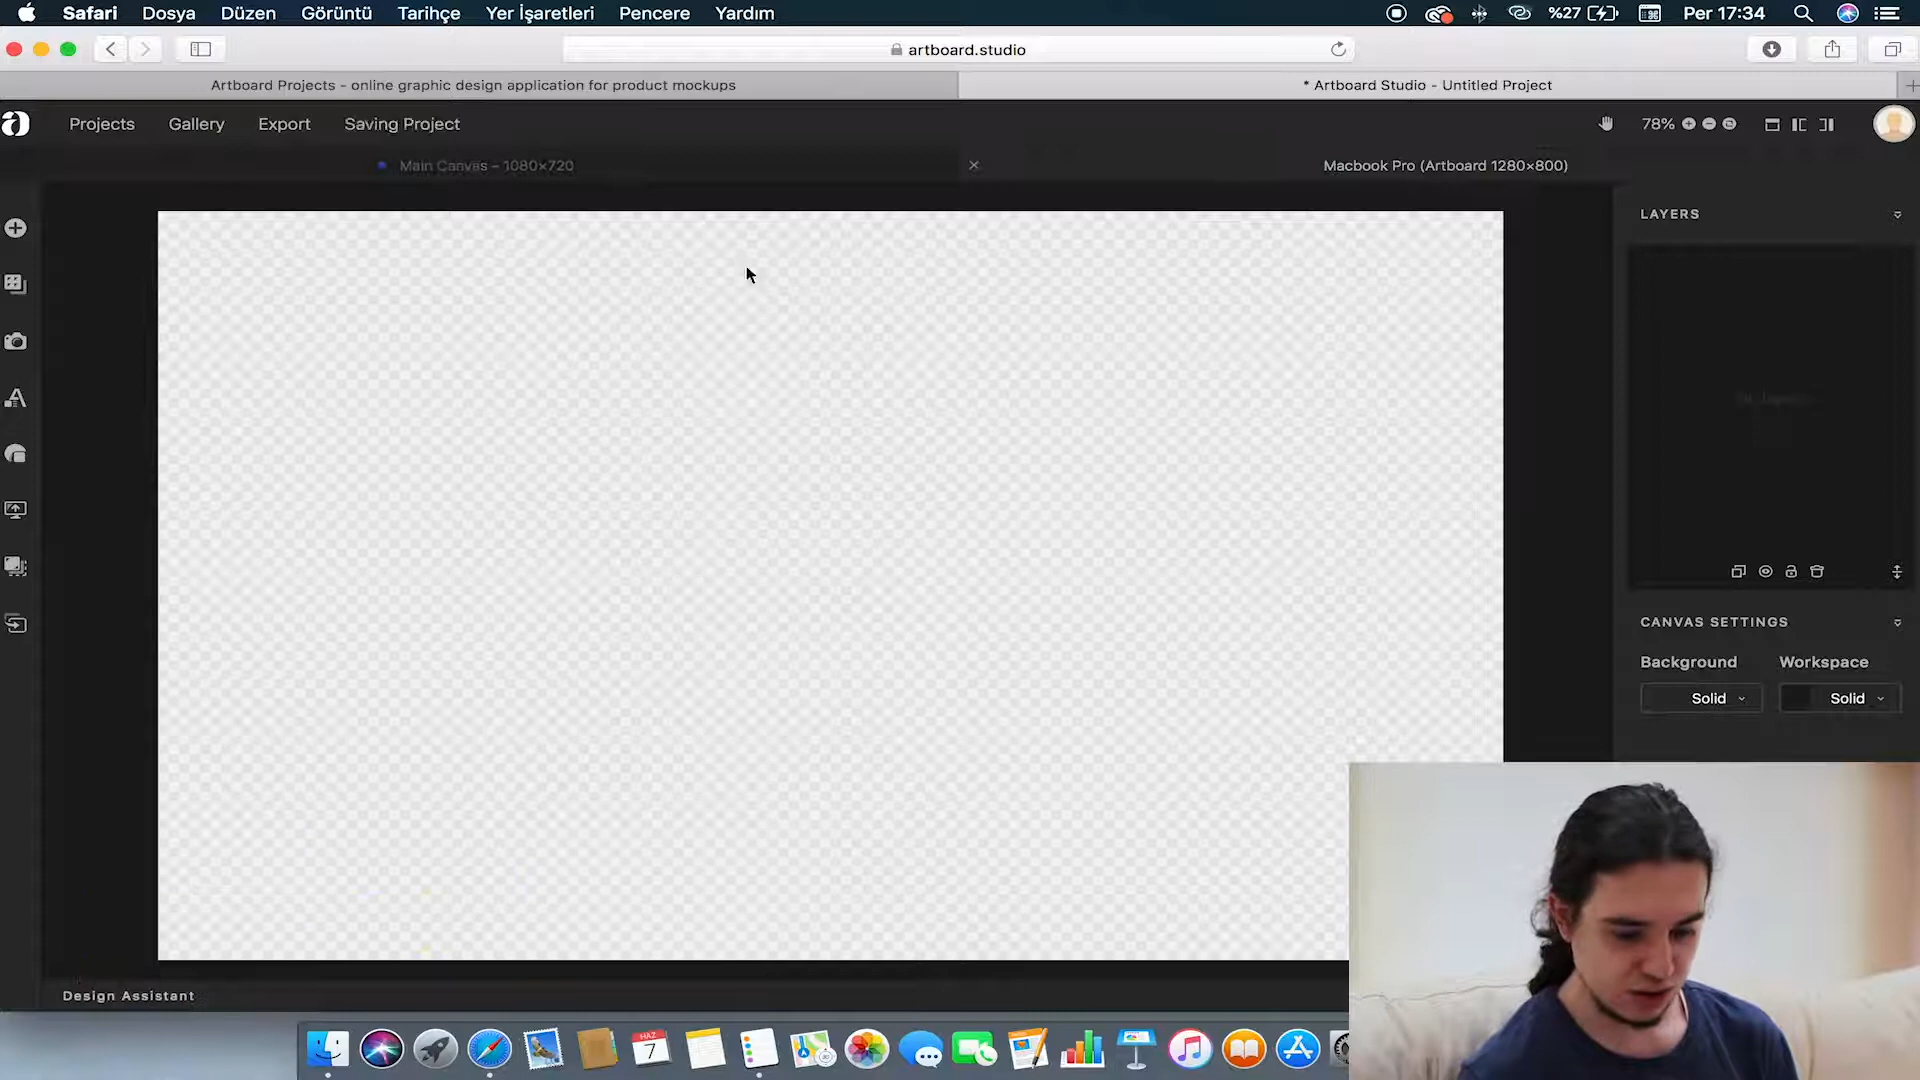 Safari Dosya Düzen Görüntü Tarihçe Yer İşaretleri Pencere Yardım %27 Per 17:34
artboard.studio
Artboard Projects - online graphic design application for product mockups
* Artboard Studio - Untitled Project
Projects Gallery Export Saving Project 78%
Main Canvas – 1080×720
Macbook Pro (Artboard 1280×800)
LAYERS
CANVAS SETTINGS
Background Workspace
Solid Solid
Design Assistant
HAZ
7